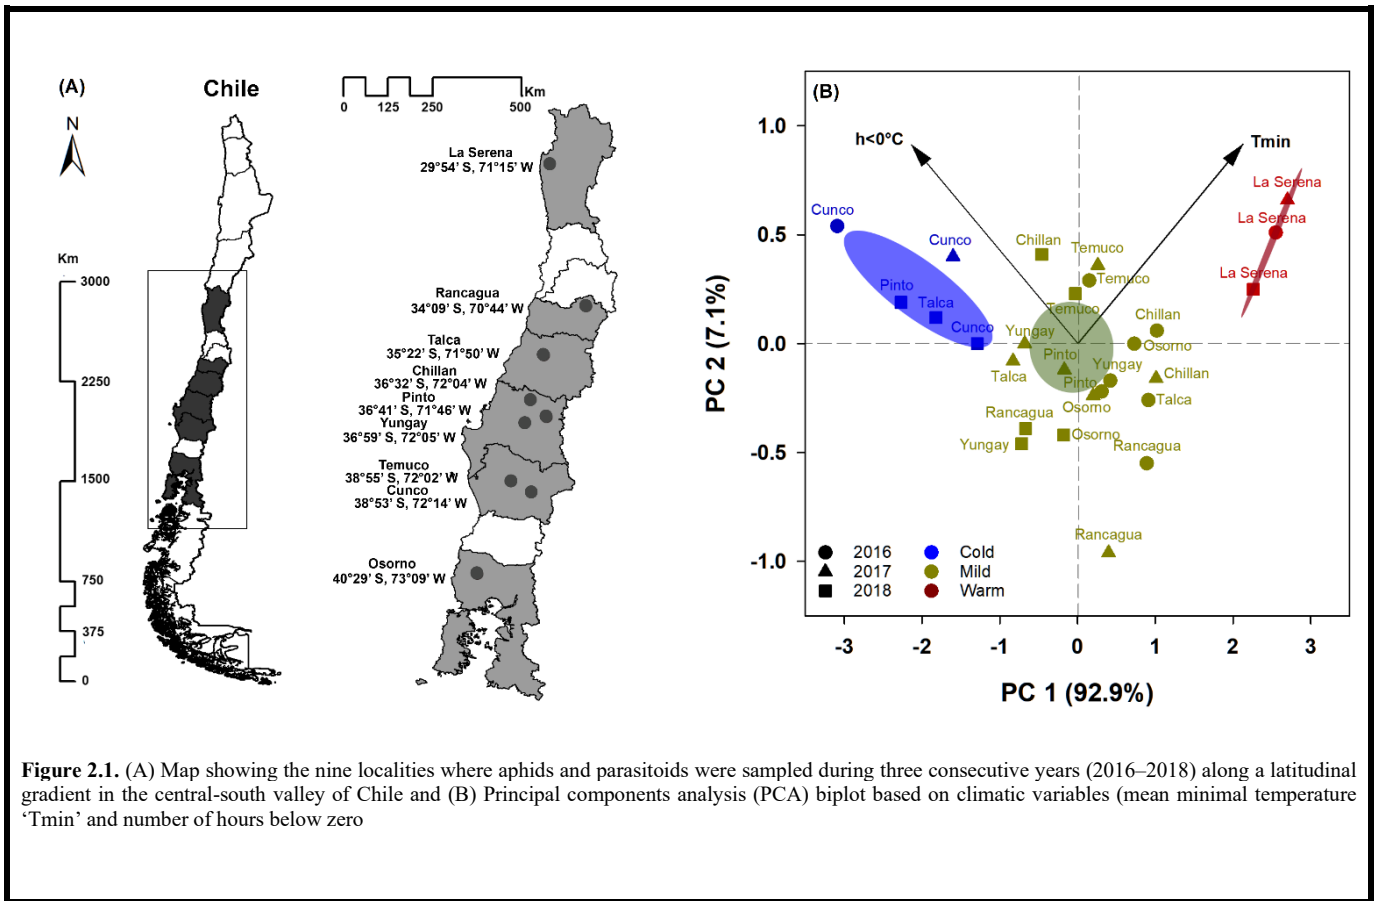 (A)
Chile
N
Km
3000
2250
1500
750
375
0
Km
0 125 250 500
La Serena
29°54' S, 71°15' W
Rancagua
34°09' S, 70°44' W
Talca
35°22' S, 71°50' W
Chillan
36°32' S, 72°04' W
Pinto
36°41' S, 71°46' W
Yungay
36°59' S, 72°05' W
Temuco
38°55' S, 72°02' W
Cunco
38°53' S, 72°14' W
Osorno
40°29' S, 73°09' W
(B)
PC 2 (7.1%)
1.0
0.5
0.0
-0.5
-1.0
h<0°C
Tmin
La Serena
La Serena
La Serena
Cunco
Cunco
Pinto
Talca
Cunco
Chillan
Temuco
Temuco
Temuco
Chillan
Yungay
Osorno
Pinto
Talca
Yungay
Chillan
Pinto
Talca
Osorno
Rancagua
Yungay
Osorno
Rancagua
Rancagua
2016 Cold
2017 Mild
2018 Warm
-3 -2 -1 0 1 2 3
PC 1 (92.9%)
Figure 2.1. (A) Map showing the nine localities where aphids and parasitoids were sampled during three consecutive years (2016–2018) along a latitudinal
gradient in the central-south valley of Chile and (B) Principal components analysis (PCA) biplot based on climatic variables (mean minimal temperature
‘Tmin’ and number of hours below zero